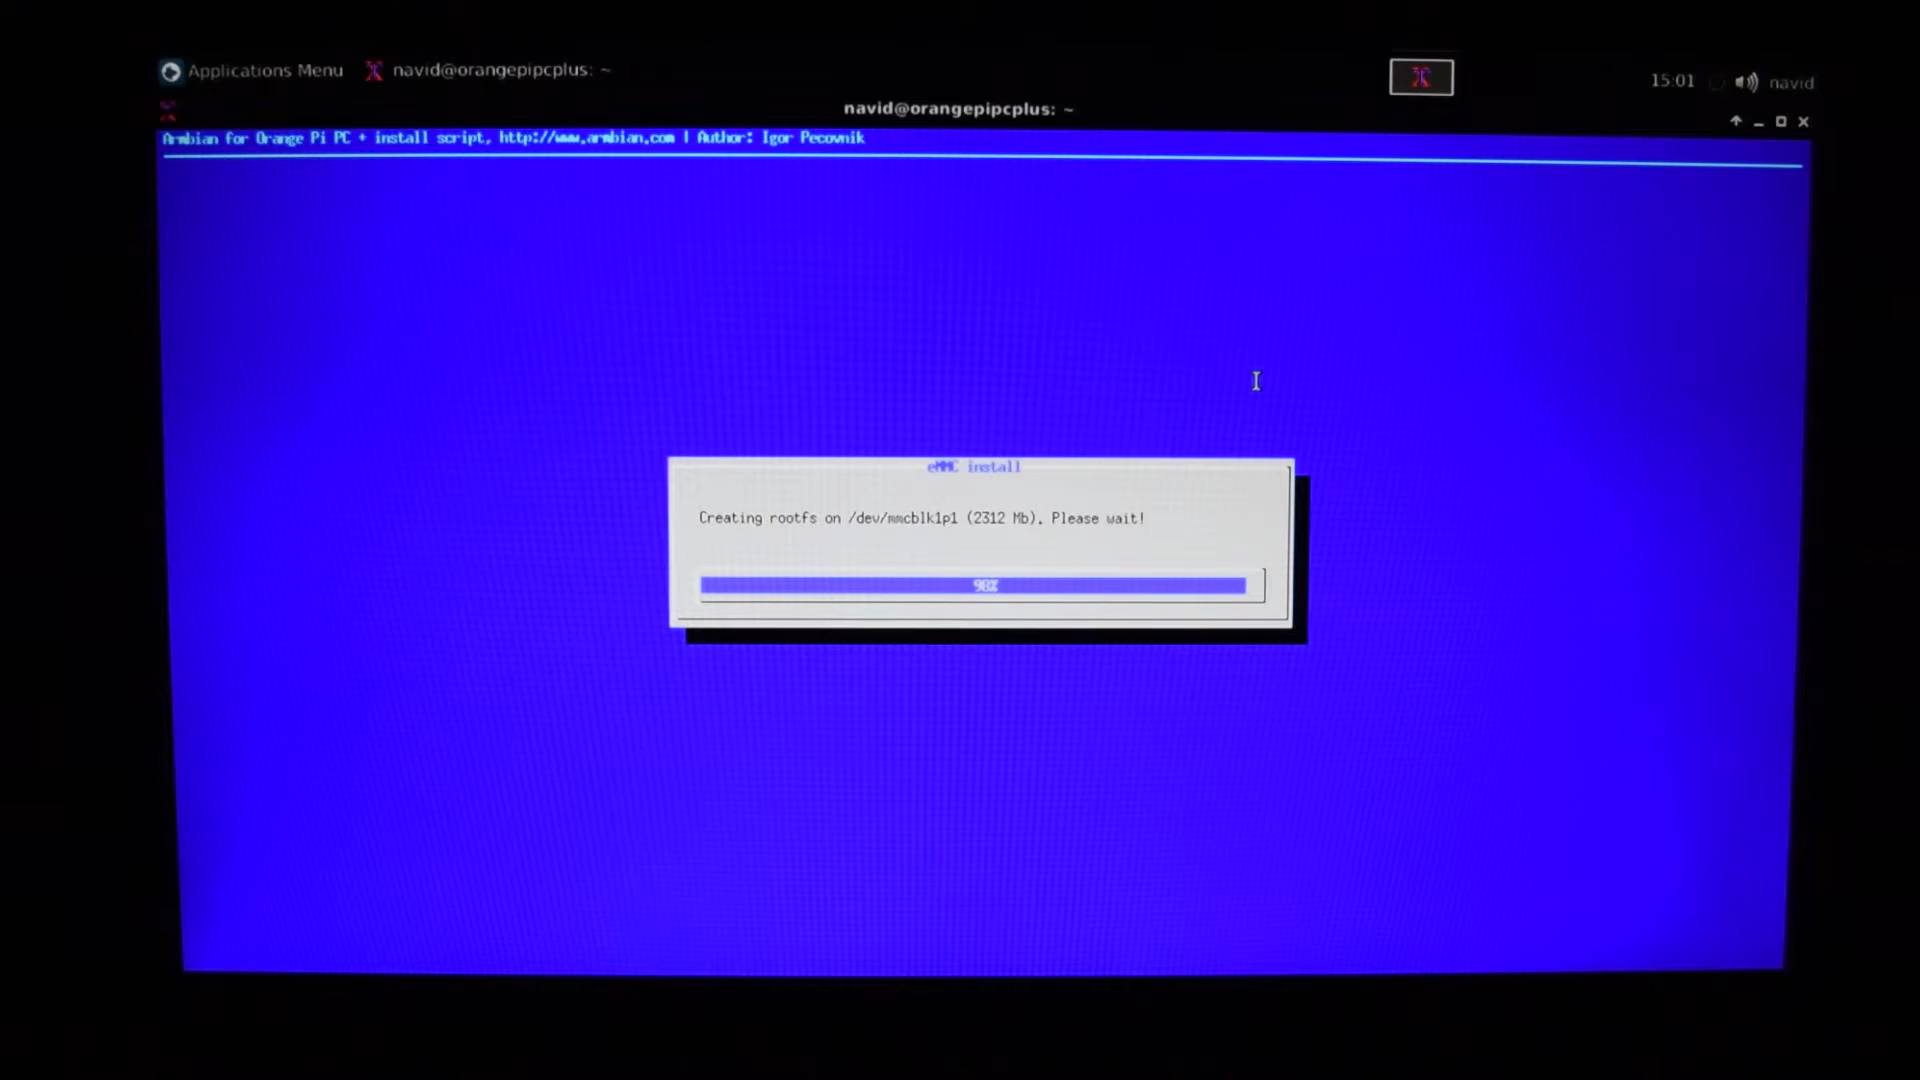 Applications Menu navid@orangepipcplus: ~ 15:01 navid
navid@orangepipcplus: ~
Armbian for Orange Pi PC + install script, http://www.armbian.com | Author: Igor Pecovnik
eMMC install
Creating rootfs on /dev/mmcblk1p1 (2312 Mb). Please wait!
98%